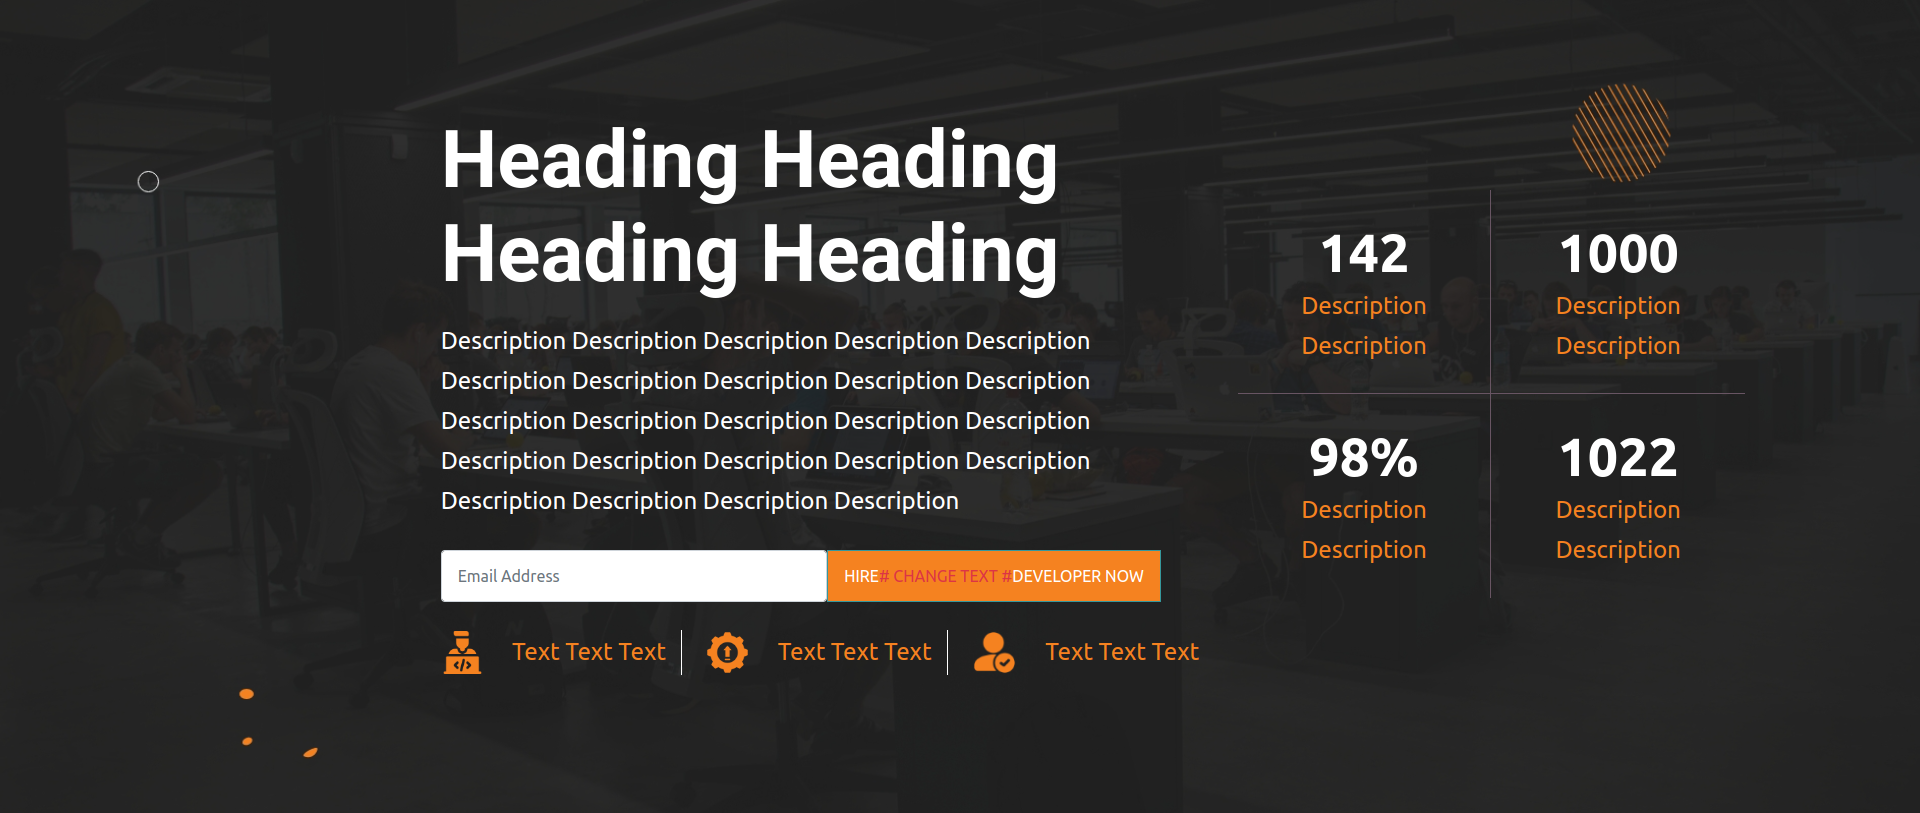 Heading Heading
Heading Heading
Description Description Description Description Description
Description Description Description Description Description
Description Description Description Description Description
Description Description Description Description Description
Description Description Description Description
Email Address
HIRE# CHANGE TEXT #DEVELOPER NOW
Text Text Text
Text Text Text
Text Text Text
142
Description
Description
1000
Description
Description
98%
Description
Description
1022
Description
Description